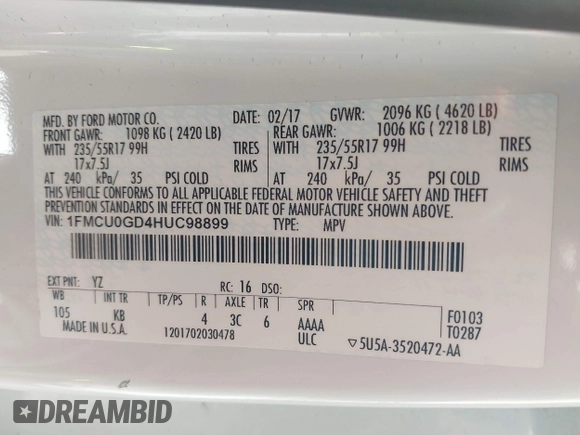 MFD. BY FORD MOTOR CO. DATE: 02/17 GVWR: 2096 KG ( 4620 LB)
FRONT GAWR: 1098 KG ( 2420 LB) REAR GAWR: 1006 KG ( 2218 LB)
WITH 235/55R17 99H TIRES WITH 235/55R17 99H TIRES
17x7.5J RIMS 17x7.5J RIMS
AT 240 kPa/ 35 PSI COLD AT 240 kPa/ 35 PSI COLD
THIS VEHICLE CONFORMS TO ALL APPLICABLE FEDERAL MOTOR VEHICLE SAFETY AND THEFT
PREVENTION STANDARDS IN EFFECT ON THE DATE OF MANUFACTURE SHOWN ABOVE.
VIN: 1FMCU0GD4HUC98899 TYPE: MPV
EXT PNT: YZ RC: 16 DSO:
WB INT TR TP/PS R AXLE TR SPR F0103
105 KB 4 3C 6 AAAA T0287
MADE IN U.S.A. 1201702030478 ULC ▽5U5A-3520472-AA
DREAMBID